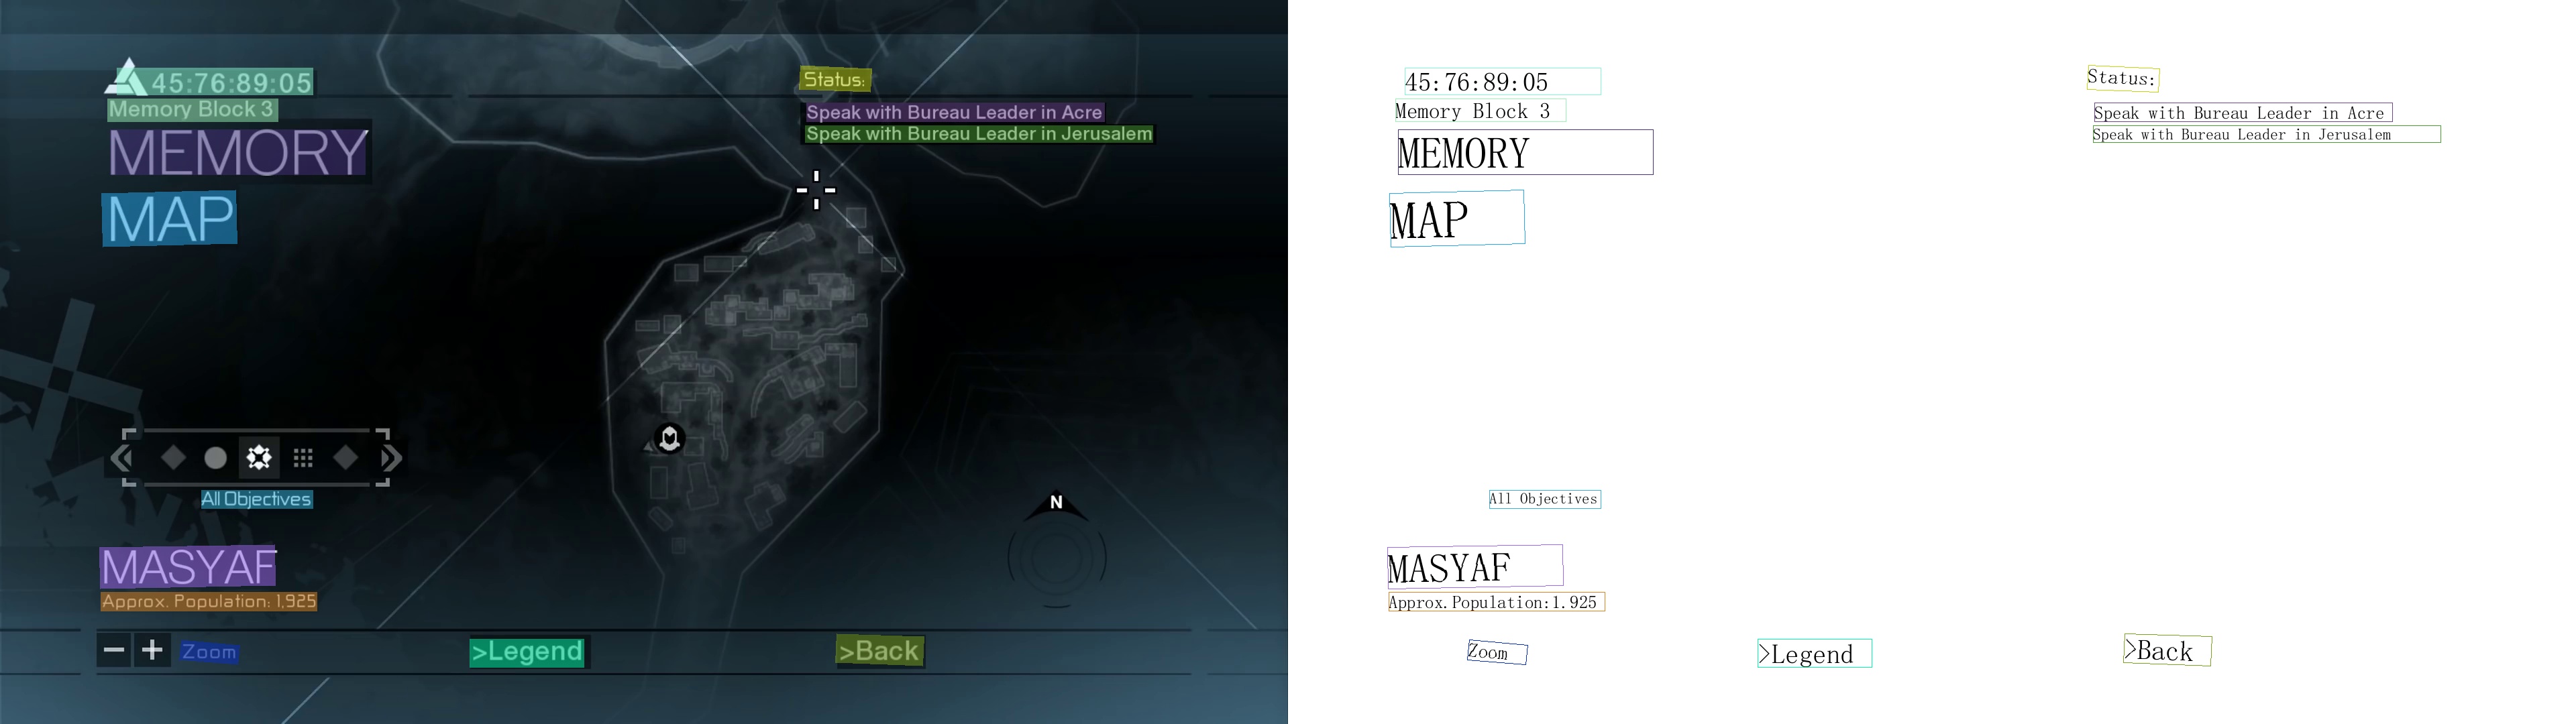 45:76:89:05
Memory Block 3
MEMORY
MAP
Status:
Speak with Bureau Leader in Acre
Speak with Bureau Leader in Jerusalem
N
All Objectives
MASYAF
Approx. Population: 1,925
Zoom
>Legend
>Back
45:76:89:05
Memory Block 3
MEMORY
MAP
Status:
Speak with Bureau Leader in Acre
Speak with Bureau Leader in Jerusalem
All Objectives
MASYAF
Approx.Population:1.925
Zoom
>Legend
>Back